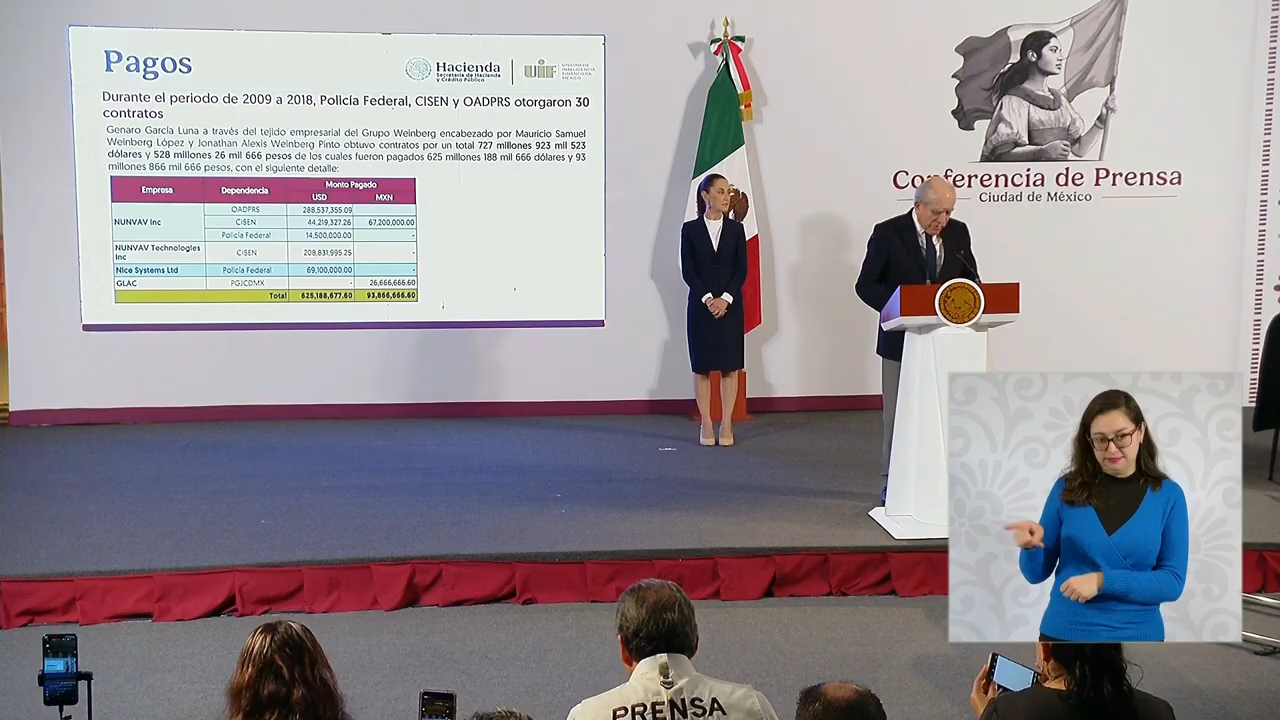 Pagos
Hacienda
Secretaría de Hacienda
y Crédito Público
UIF
UNIDAD DE
INTELIGENCIA
FINANCIERA
MÉXICO
Durante el periodo de 2009 a 2018, Policía Federal, CISEN y OADPRS otorgaron 30
contratos
Genaro García Luna a través del tejido empresarial del Grupo Weinberg encabezado por Mauricio Samuel
Weinberg López y Jonathan Alexis Weinberg Pinto obtuvo contratos por un total 727 millones 923 mil 523
dólares y 528 millones 26 mil 666 pesos de los cuales fueron pagados 625 millones 188 mil 666 dólares y 93
millones 866 mil 666 pesos, con el siguiente detalle:
Empresa Dependencia Monto Pagado
USD MXN
NUNVAV Inc OADPRS 288,537,355.09
CISEN 44,219,327.26 67,200,000.00
Policía Federal 14,500,000.00 -
NUNVAV Technologies
Inc CISEN 208,831,995.25 -
Nice Systems Ltd Policía Federal 69,100,000.00 -
GLAC PGJCDMX - 26,666,666.60
Total 625,188,677.60 93,866,666.60
Conferencia de Prensa
Ciudad de México
PRENSA